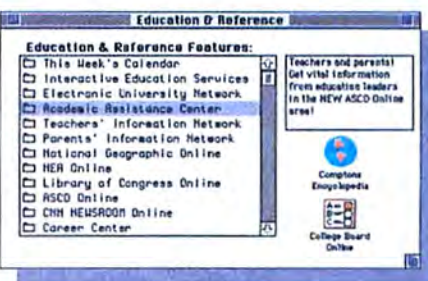 Education & Reference
Education & Reference Features:
This Week's Calendar
Interactive Education Services
Electronic University Network
Academic Assistance Center
Teachers' Information Network
Parents' Information Network
National Geographic Online
NEA Online
Library of Congress Online
ASCD Online
CNN NEWSROOM Online
Career Center
Teachers and parents!
Get vital information
from education leaders
in the NEW ASCD Online
area!
Comptons
Encyclopedia
College Board
Online